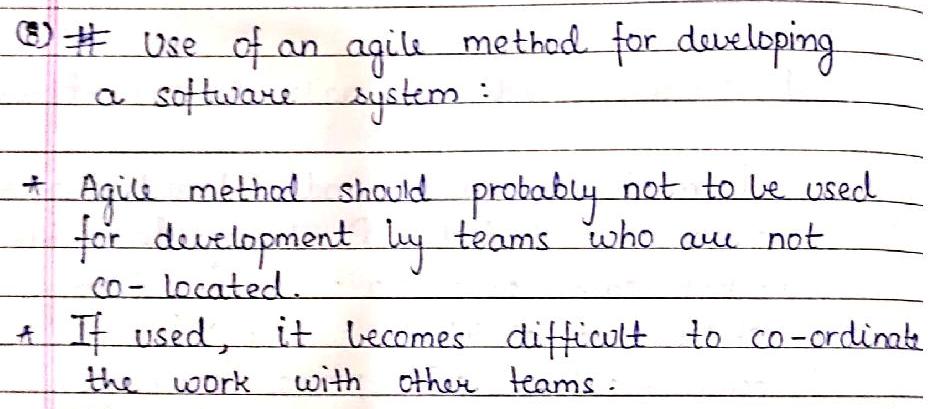 (8) # Use of an agile method for developing
a software system :
* Agile method should probably not to be used
for development by teams who are not
co-located.
* If used, it becomes difficult to co-ordinate
the work with other teams.